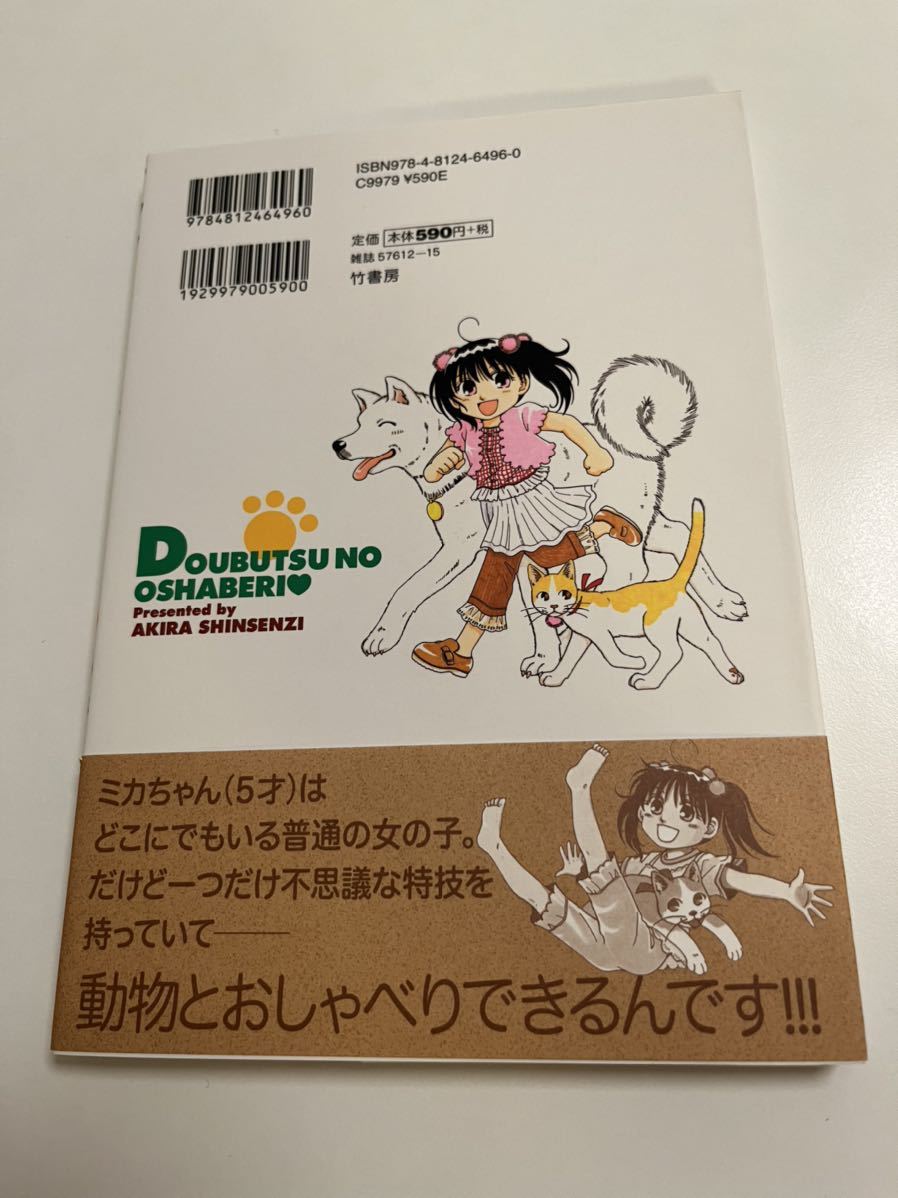 ISBN978-4-8124-6496-0
C9979 ¥590E
9784812464960
定価 本体590円+税
雑誌 57612-15
竹書房
1929979005900
DOUBUTSU NO
OSHABERI♥
Presented by
AKIRA SHINSENZI
ミカちゃん(5才)は
どこにでもいる普通の女の子。
だけど一つだけ不思議な特技を
持っていて――
動物とおしゃべりできるんです!!!